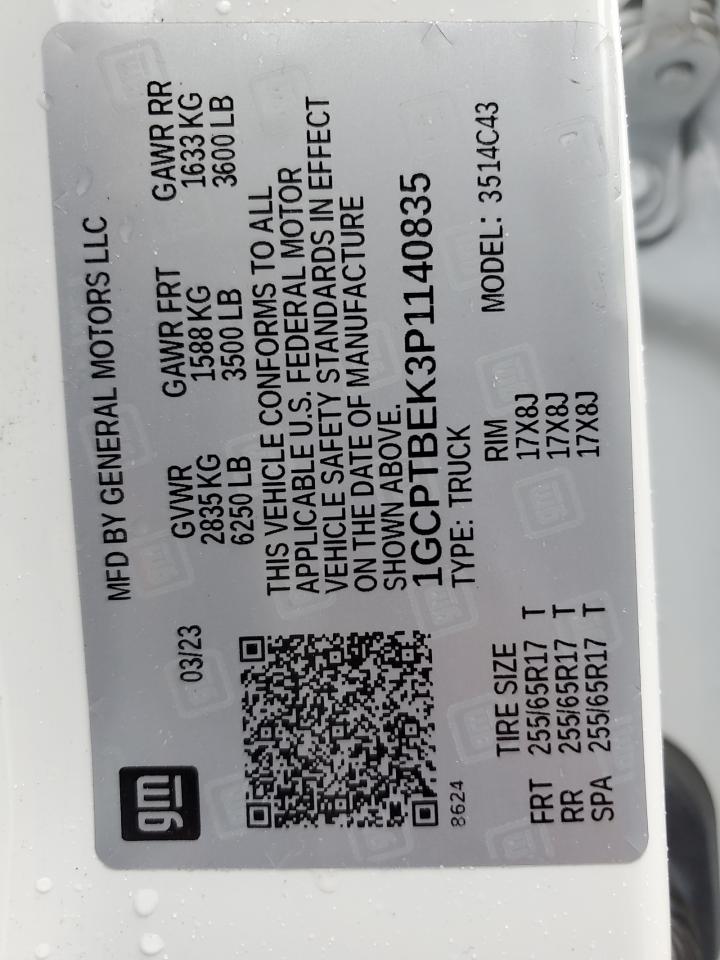 gm
MFD BY GENERAL MOTORS LLC
03/23
GVWR GAWR FRT GAWR RR
2835 KG 1588 KG 1633 KG
6250 LB 3500 LB 3600 LB
THIS VEHICLE CONFORMS TO ALL
APPLICABLE U.S. FEDERAL MOTOR
VEHICLE SAFETY STANDARDS IN EFFECT
ON THE DATE OF MANUFACTURE
SHOWN ABOVE.
1GCPTBEK3P1140835
8624
TYPE: TRUCK MODEL: 3514C43
TIRE SIZE RIM
FRT 255/65R17 T 17X8J
RR 255/65R17 T 17X8J
SPA 255/65R17 T 17X8J